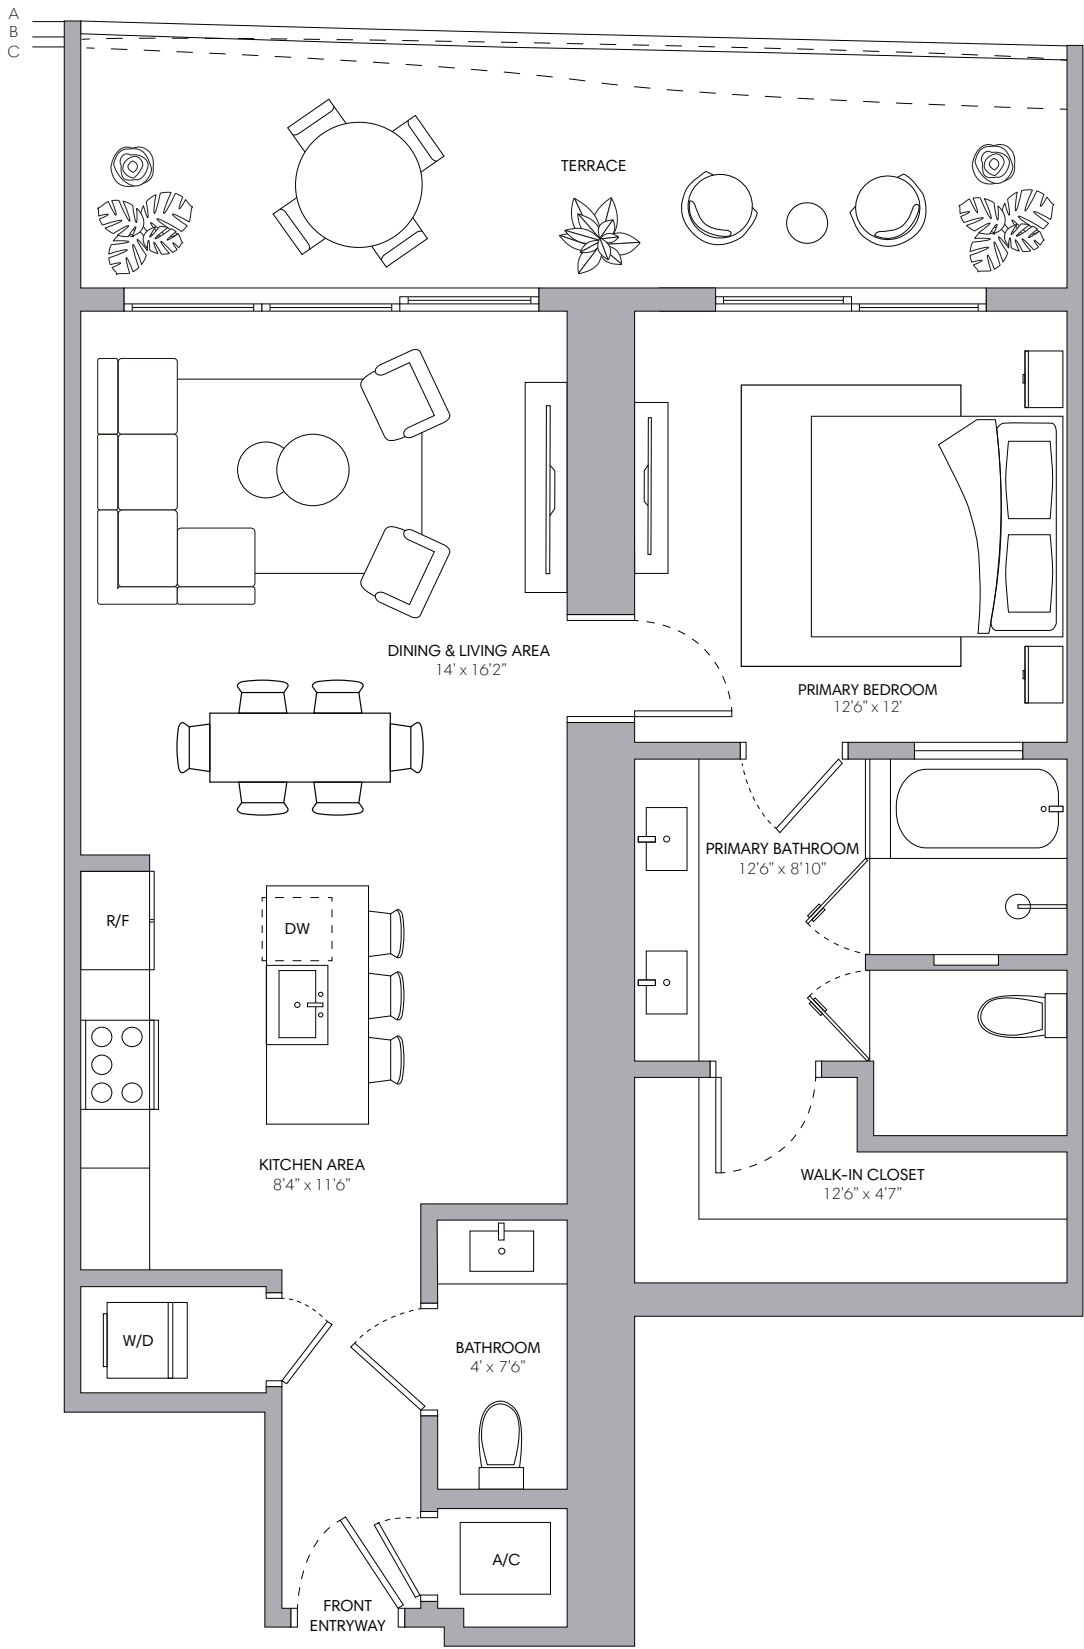 A
B
C
TERRACE
DINING & LIVING AREA
14' x 16'2"
PRIMARY BEDROOM
12'6" x 12'
PRIMARY BATHROOM
12'6" x 8'10"
R/F
DW
KITCHEN AREA
8'4" x 11'6"
WALK-IN CLOSET
12'6" x 4'7"
W/D
BATHROOM
4' x 7'6"
A/C
FRONT
ENTRYWAY